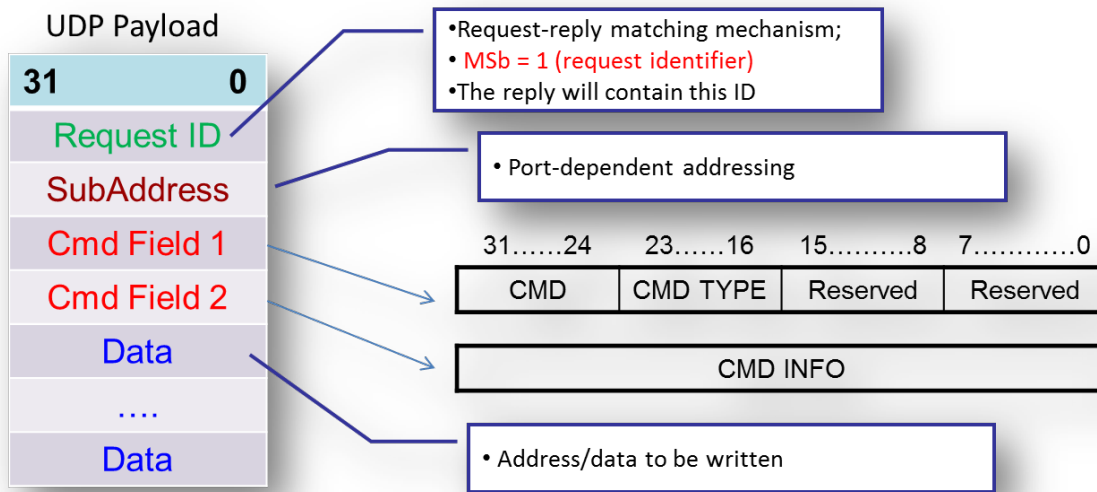 UDP Payload
31 0
Request ID
SubAddress
Cmd Field 1
Cmd Field 2
Data
....
Data
•Request-reply matching mechanism;
• MSb = 1 (request identifier)
•The reply will contain this ID
• Port-dependent addressing
31......24 23......16 15..........8 7............0
CMD CMD TYPE Reserved Reserved
CMD INFO
• Address/data to be written